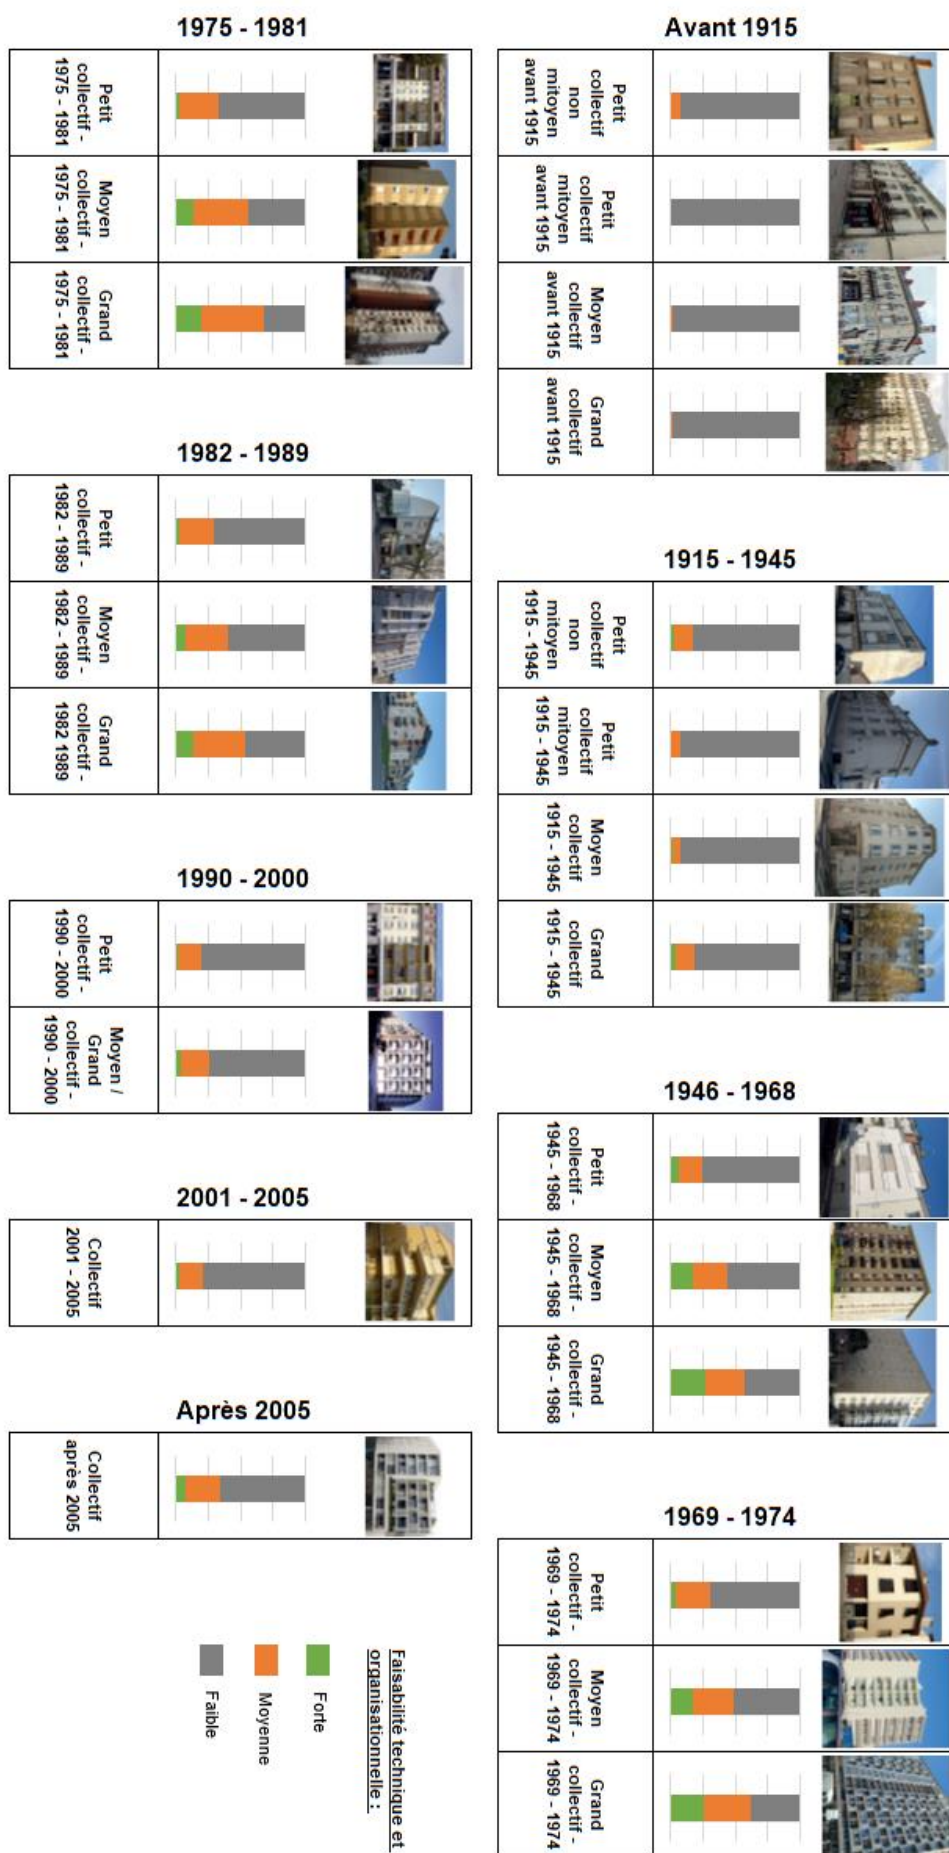 Avant 1915
Petit
collectif
non
mitoyen
avant 1915
Petit
collectif
mitoyen
avant 1915
Moyen
collectif
avant 1915
Grand
collectif
avant 1915
1915 - 1945
Petit
collectif
non
mitoyen
1915 - 1945
Petit
collectif
mitoyen
1915 - 1945
Moyen
collectif
1915 - 1945
Grand
collectif
1915 - 1945
1946 - 1968
Petit
collectif -
1945 - 1968
Moyen
collectif -
1945 - 1968
Grand
collectif -
1945 - 1968
1969 - 1974
Petit
collectif -
1969 - 1974
Moyen
collectif -
1969 - 1974
Grand
collectif -
1969 - 1974
1975 - 1981
Petit
collectif -
1975 - 1981
Moyen
collectif -
1975 - 1981
Grand
collectif -
1975 - 1981
1982 - 1989
Petit
collectif -
1982 - 1989
Moyen
collectif -
1982 - 1989
Grand
collectif -
1982 1989
1990 - 2000
Petit
collectif -
1990 - 2000
Moyen /
Grand
collectif -
1990 - 2000
2001 - 2005
Collectif
2001 - 2005
Après 2005
Collectif
après 2005
Faisabilité technique et
organisationnelle :
Forte
Moyenne
Faible